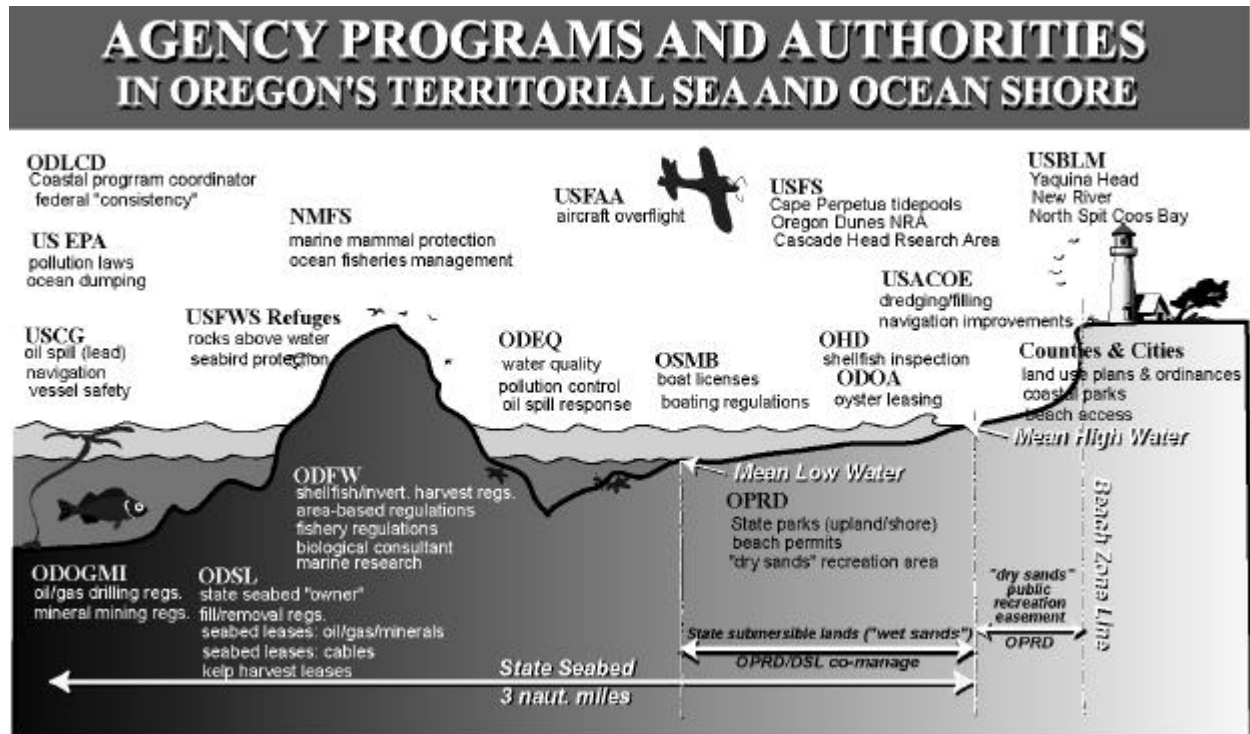 AGENCY PROGRAMS AND AUTHORITIES
IN OREGON'S TERRITORIAL SEA AND OCEAN SHORE
ODLCD
Coastal progrram coordinator
federal "consistency"
US EPA
pollution laws
ocean dumping
USCG
oil spill (lead)
navigation
vessel safety
NMFS
marine mammal protection
ocean fisheries management
USFWS Refuges
rocks above water
seabird protection
USFAA
aircraft overflight
USFS
Cape Perpetua tidepools
Oregon Dunes NRA
Cascade Head Rsearch Area
USBLM
Yaquina Head
New River
North Spit Coos Bay
USACOE
dredging/filling
navigation improvements
ODEQ
water quality
pollution control
oil spill response
OSMB
boat licenses
boating regulations
OHD
shellfish inspection
ODOA
oyster leasing
Counties & Cities
land use plans & ordinances
coastal parks
beach access
Mean High Water
Mean Low Water
ODFW
shellfish/invert. harvest regs.
area-based regulations
fishery regulations
biological consultant
marine research
OPRD
State parks (upland/shore)
beach permits
"dry sands" recreation area
ODOGMI
oil/gas drilling regs.
mineral mining regs.
ODSL
state seabed "owner"
fill/removal regs.
seabed leases: oil/gas/minerals
seabed leases: cables
kelp harvest leases
"dry sands"
public
recreation
easement
OPRD
Beach Zone Line
State submersible lands ("wet sands")
OPRD/DSL co-manage
State Seabed
3 naut. miles